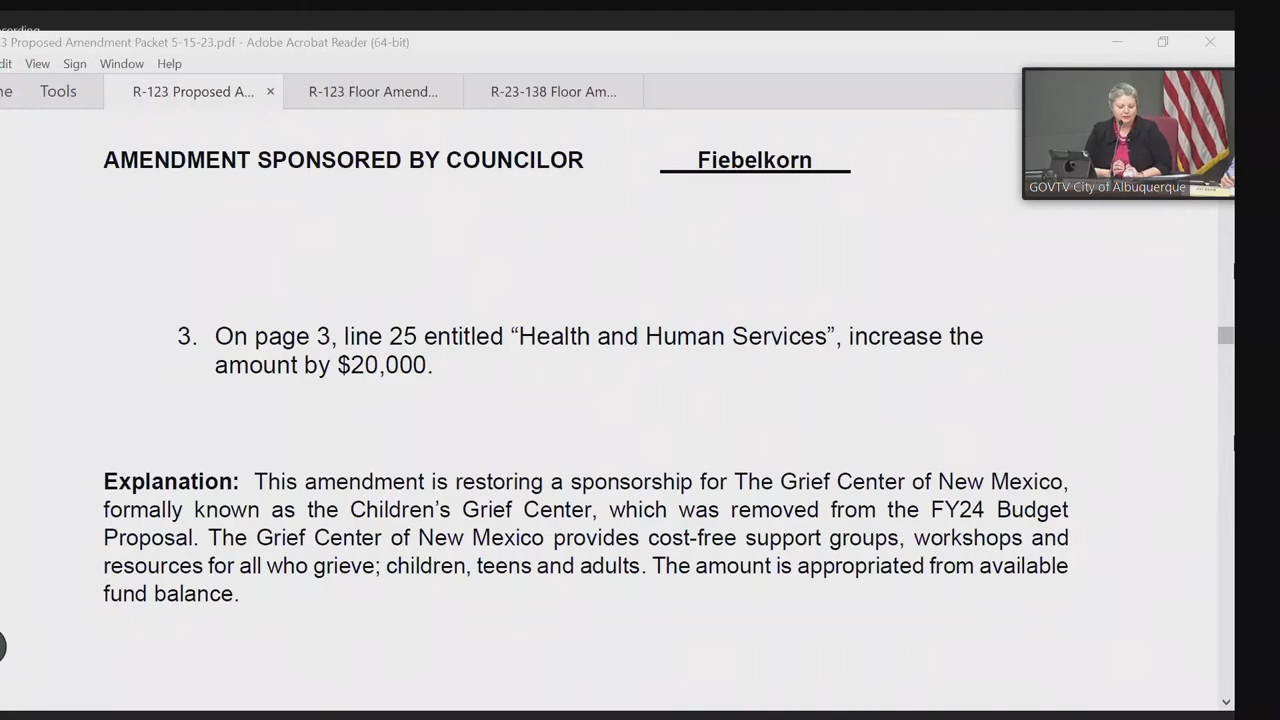 3 Proposed Amendment Packet 5-15-23.pdf - Adobe Acrobat Reader (64-bit)
dit View Sign Window Help
ne Tools R-123 Proposed A... × R-123 Floor Amend... R-23-138 Floor Am...
AMENDMENT SPONSORED BY COUNCILOR Fiebelkorn
GOVTV City of Albuquerque
3. On page 3, line 25 entitled “Health and Human Services”, increase the
amount by $20,000.
Explanation: This amendment is restoring a sponsorship for The Grief Center of New Mexico,
formally known as the Children’s Grief Center, which was removed from the FY24 Budget
Proposal. The Grief Center of New Mexico provides cost-free support groups, workshops and
resources for all who grieve; children, teens and adults. The amount is appropriated from available
fund balance.